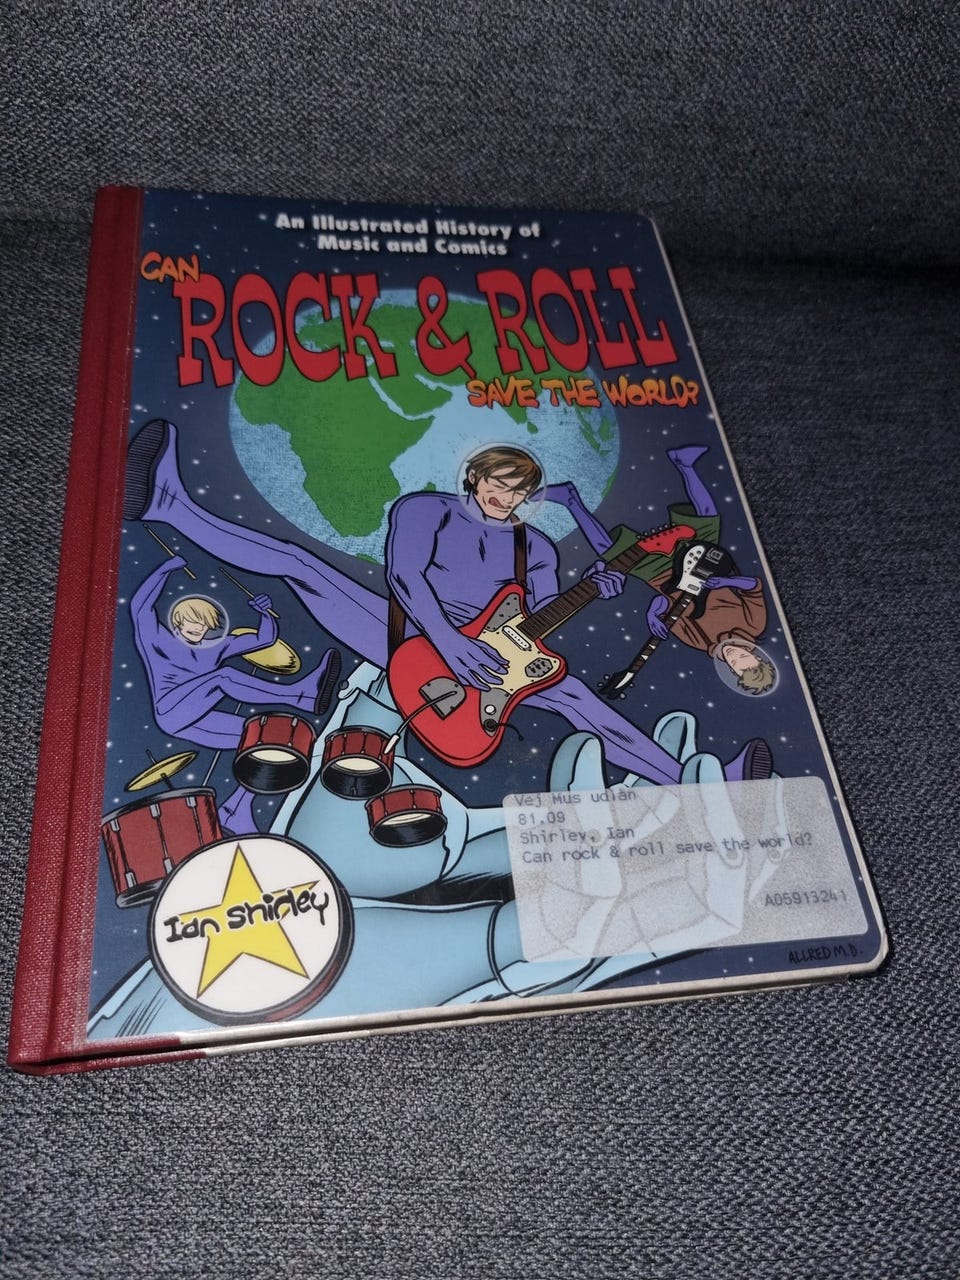 An Illustrated History of
Music and Comics
CAN
ROCK & ROLL
SAVE THE WORLD?
Ian Shirley
Vej Mus udlån
81.09
Shirley, Ian
Can rock & roll save the world?
A05913241
ALLRED M.D.